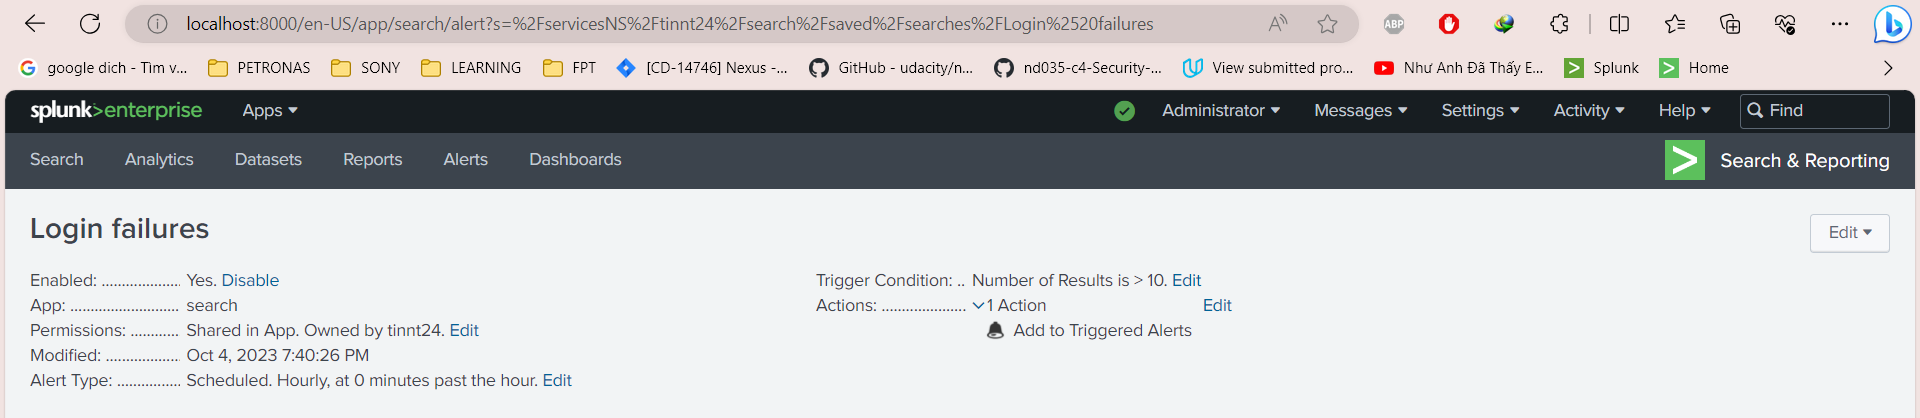 localhost:8000/en-US/app/search/alert?s=%2FservicesNS%2Ftinnt24%2Fsearch%2Fsaved%2Fsearches%2FLogin%2520failures
ABP
google dich - Tìm v... PETRONAS SONY LEARNING FPT [CD-14746] Nexus -... GitHub - udacity/n... nd035-c4-Security-... View submitted pro... Như Anh Đã Thấy E... Splunk Home
splunk>enterprise Apps Administrator Messages Settings Activity Help Find
Search Analytics Datasets Reports Alerts Dashboards Search & Reporting
Login failures Edit
Enabled: ................... Yes. Disable Trigger Condition: .. Number of Results is > 10. Edit
App: .......................... search Actions: ..................... 1 Action Edit
Permissions: ............ Shared in App. Owned by tinnt24. Edit Add to Triggered Alerts
Modified: .................. Oct 4, 2023 7:40:26 PM
Alert Type: ................ Scheduled. Hourly, at 0 minutes past the hour. Edit